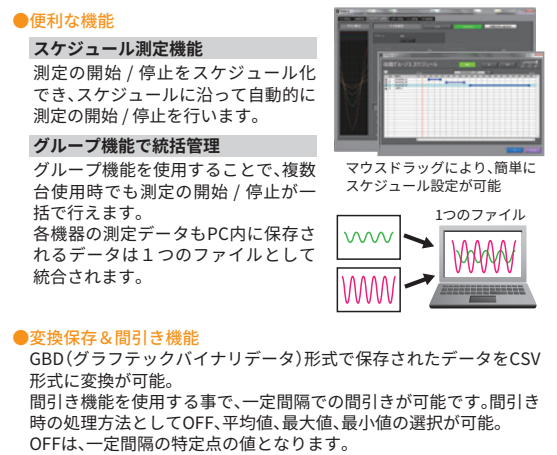 ●便利な機能
スケジュール測定機能
測定の開始 / 停止をスケジュール化
でき、スケジュールに沿って自動的に
測定の開始 / 停止を行います。
グループ機能で統括管理
グループ機能を使用することで、複数
台使用時でも測定の開始 / 停止が一
括で行えます。
各機器の測定データもPC内に保存さ
れるデータは１つのファイルとして
統合されます。
マウスドラッグにより、簡単に
スケジュール設定が可能
1つのファイル
●変換保存＆間引き機能
GBD（グラフテックバイナリデータ）形式で保存されたデータをCSV
形式に変換が可能。
間引き機能を使用する事で、一定間隔での間引きが可能です。間引き
時の処理方法としてOFF、平均値、最大値、最小値の選択が可能。
OFFは、一定間隔の特定点の値となります。